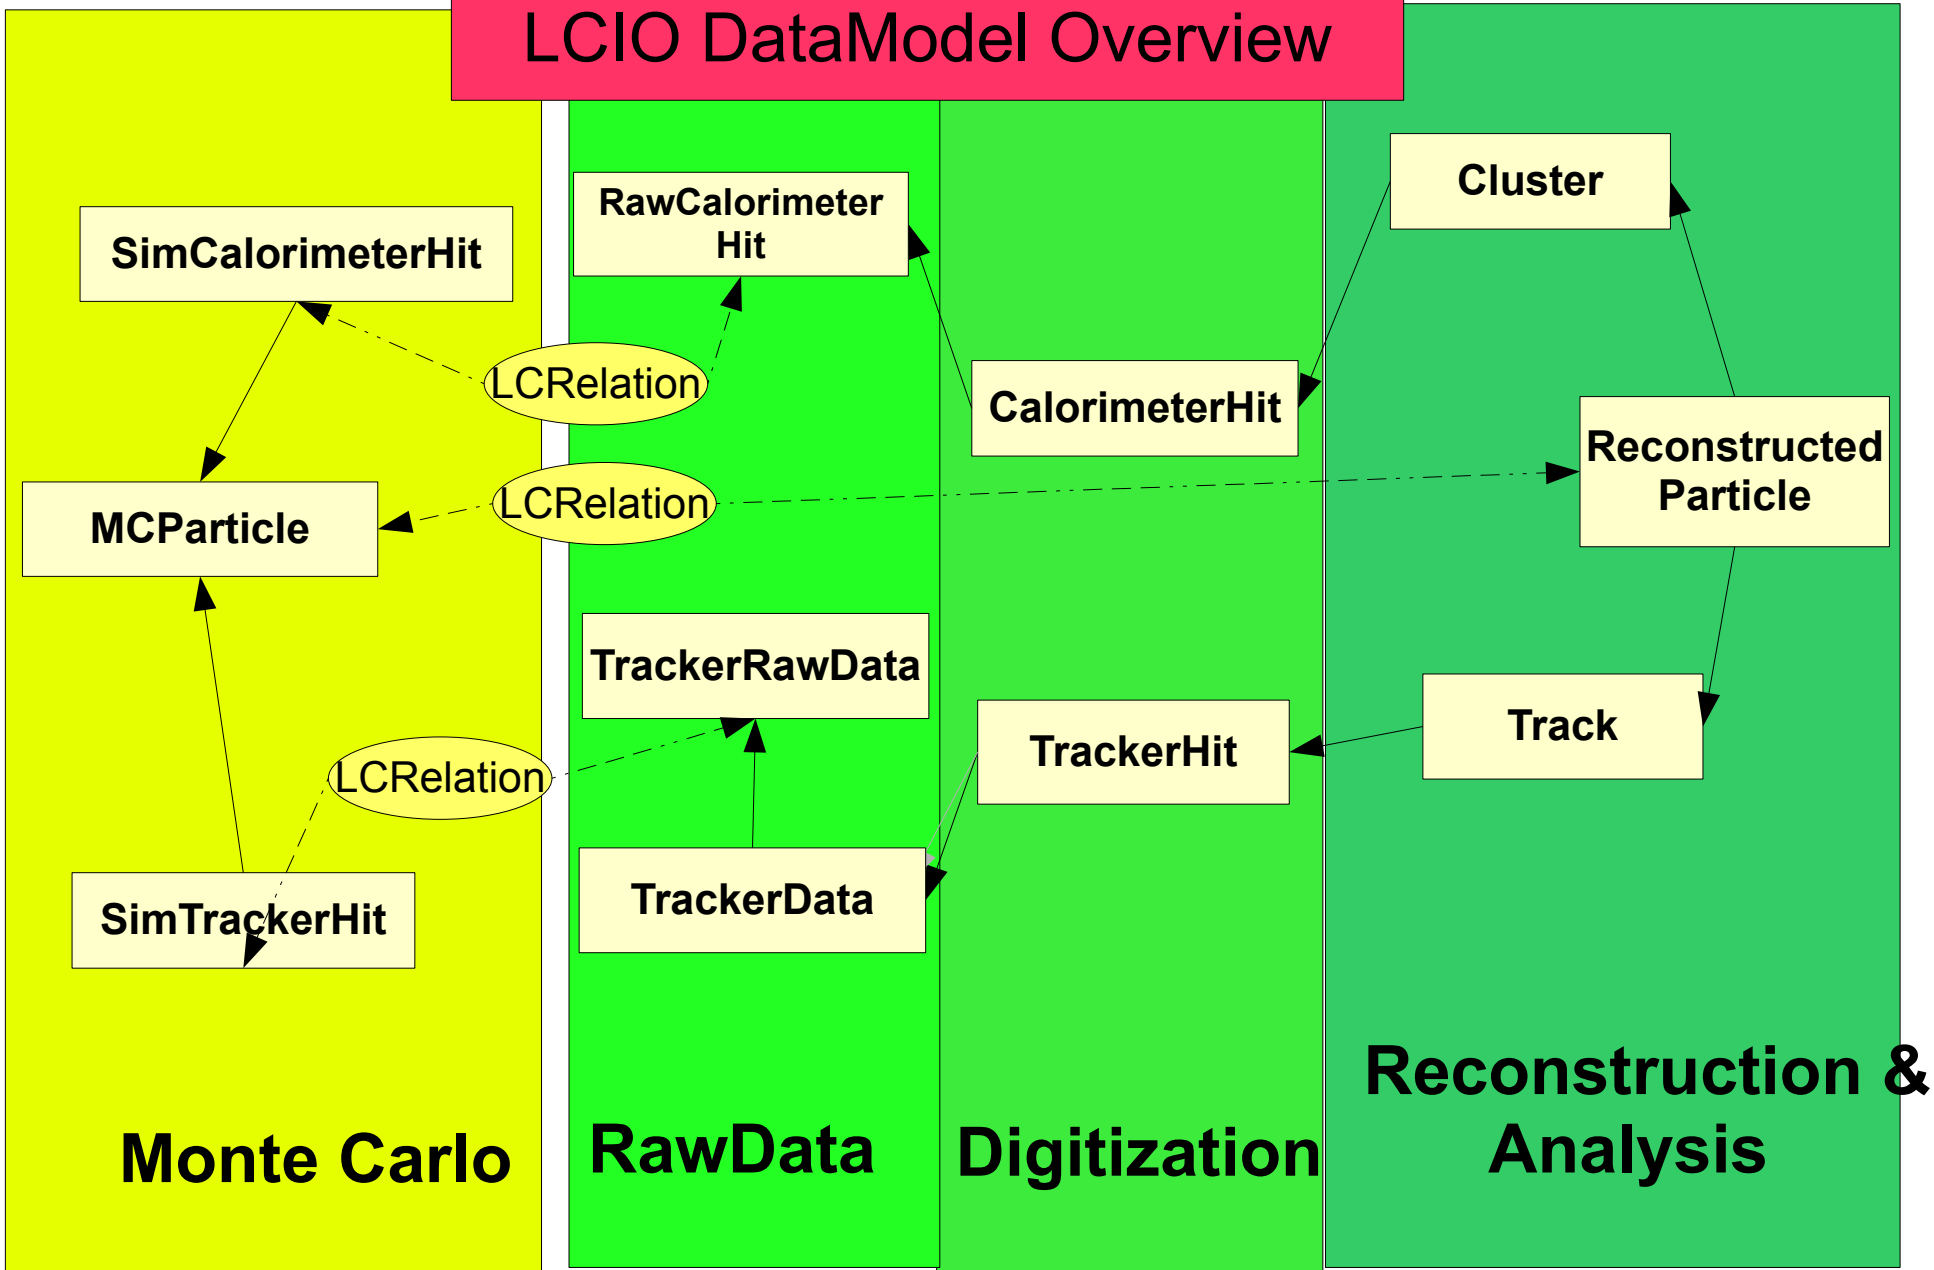 LCIO DataModel Overview
SimCalorimeterHit
LCRelation
MCParticle
LCRelation
LCRelation
SimTrackerHit
Monte Carlo
RawCalorimeter
Hit
TrackerRawData
TrackerData
RawData
CalorimeterHit
TrackerHit
Digitization
Cluster
Reconstructed
Particle
Track
Reconstruction &
Analysis